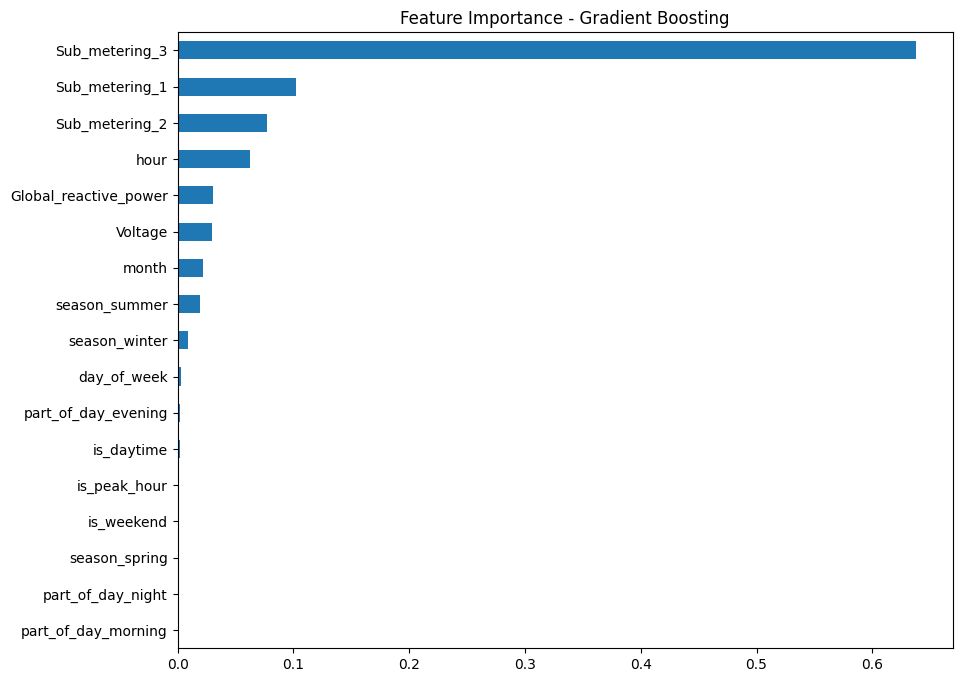 Feature Importance - Gradient Boosting
Sub_metering_3
Sub_metering_1
Sub_metering_2
hour
Global_reactive_power
Voltage
month
season_summer
season_winter
day_of_week
part_of_day_evening
is_daytime
is_peak_hour
is_weekend
season_spring
part_of_day_night
part_of_day_morning
0.0 0.1 0.2 0.3 0.4 0.5 0.6